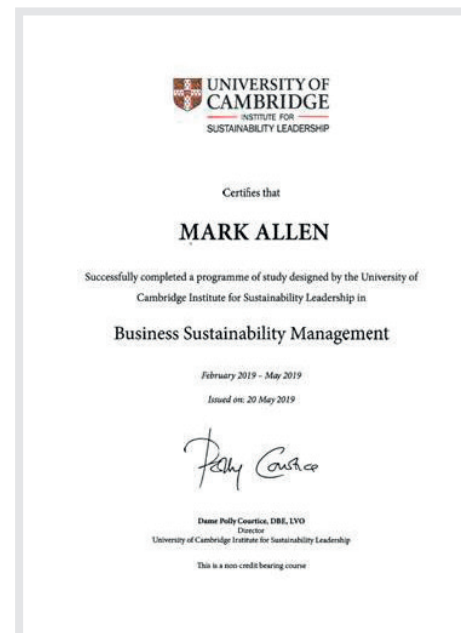 UNIVERSITY OF
CAMBRIDGE
INSTITUTE FOR
SUSTAINABILITY LEADERSHIP
Certifies that
MARK ALLEN
Successfully completed a programme of study designed by the University of
Cambridge Institute for Sustainability Leadership in
Business Sustainability Management
February 2019 – May 2019
Issued on: 20 May 2019
Polly Courtice
Dame Polly Courtice, DBE, LVO
Director
University of Cambridge Institute for Sustainability Leadership
This is a non credit bearing course